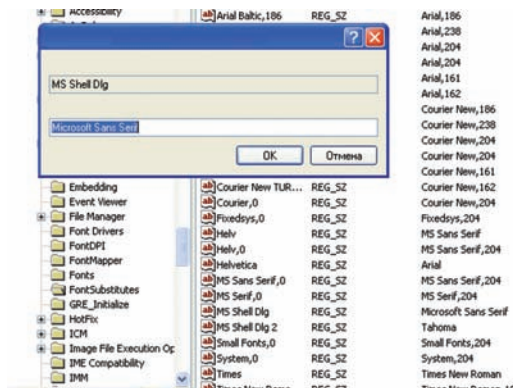 Accessibility
Arial Baltic,186 REG_SZ Arial,186
Arial,238
Arial,204
Arial,204
MS Shell Dlg Arial,161
Arial,162
Courier New,186
Microsoft Sans Serif Courier New,238
Courier New,204
OK Отмена Courier New,204
Courier New,161
Embedding Courier New TUR... REG_SZ Courier New,162
Event Viewer Courier,0 REG_SZ Courier New,204
File Manager Fixedsys,0 REG_SZ Fixedsys,204
Font Drivers Helv REG_SZ MS Sans Serif
FontDPI Helv,0 REG_SZ MS Sans Serif,204
FontMapper Helvetica REG_SZ Arial
Fonts MS Sans Serif,0 REG_SZ MS Sans Serif,204
FontSubstitutes MS Serif,0 REG_SZ MS Serif,204
GRE_Initialize MS Shell Dlg REG_SZ Microsoft Sans Serif
HotFix MS Shell Dlg 2 REG_SZ Tahoma
ICM Small Fonts,0 REG_SZ Small Fonts,204
Image File Execution Op System,0 REG_SZ System,204
IME Compatibility Times REG_SZ Times New Roman
IMM